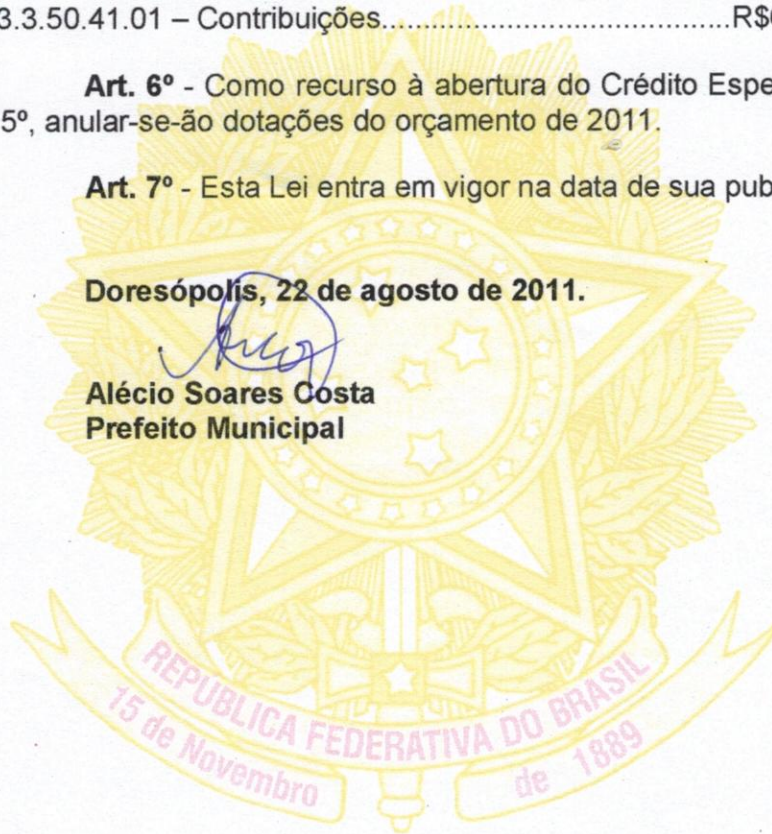 3.3.50.41.01 – Contribuições.......................................R$
Art. 6º - Como recurso à abertura do Crédito Espe
5º, anular-se-ão dotações do orçamento de 2011.
Art. 7º - Esta Lei entra em vigor na data de sua pub
Doresópolis, 22 de agosto de 2011.
Alécio Soares Costa
Prefeito Municipal
REPÚBLICA FEDERATIVA DO BRASIL
15 de Novembro de 1889